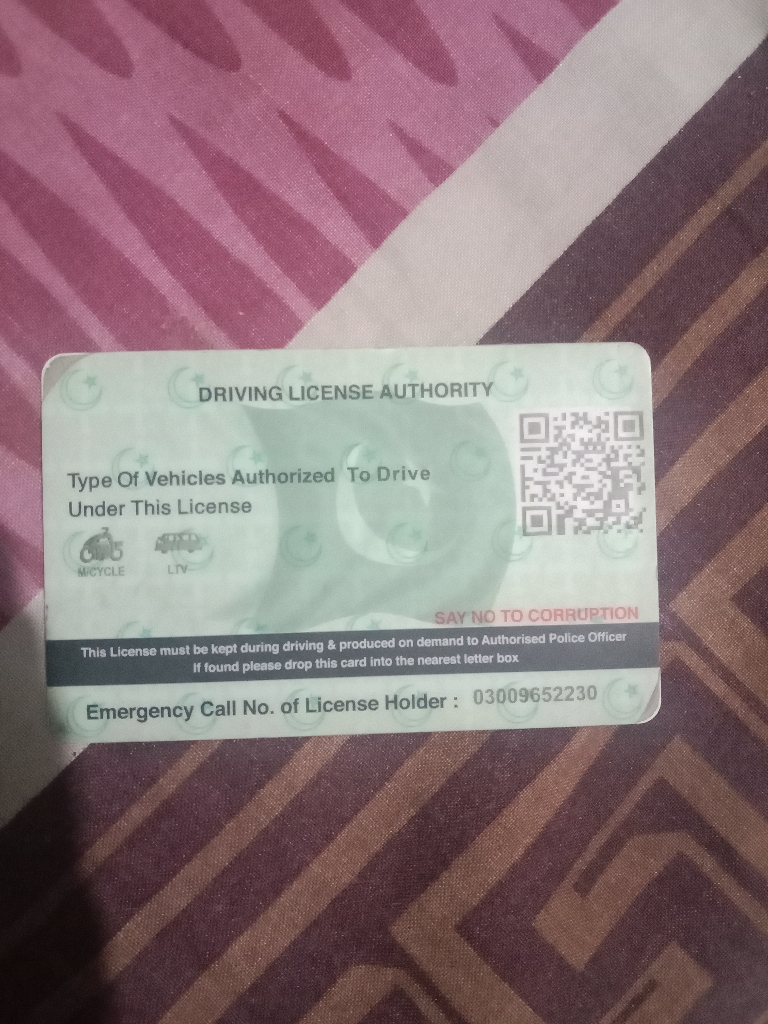 DRIVING LICENSE AUTHORITY
Type Of Vehicles Authorized To Drive
Under This License
M/CYCLE LTV
SAY NO TO CORRUPTION
This License must be kept during driving & produced on demand to Authorised Police Officer
If found please drop this card into the nearest letter box
Emergency Call No. of License Holder : 03009652230